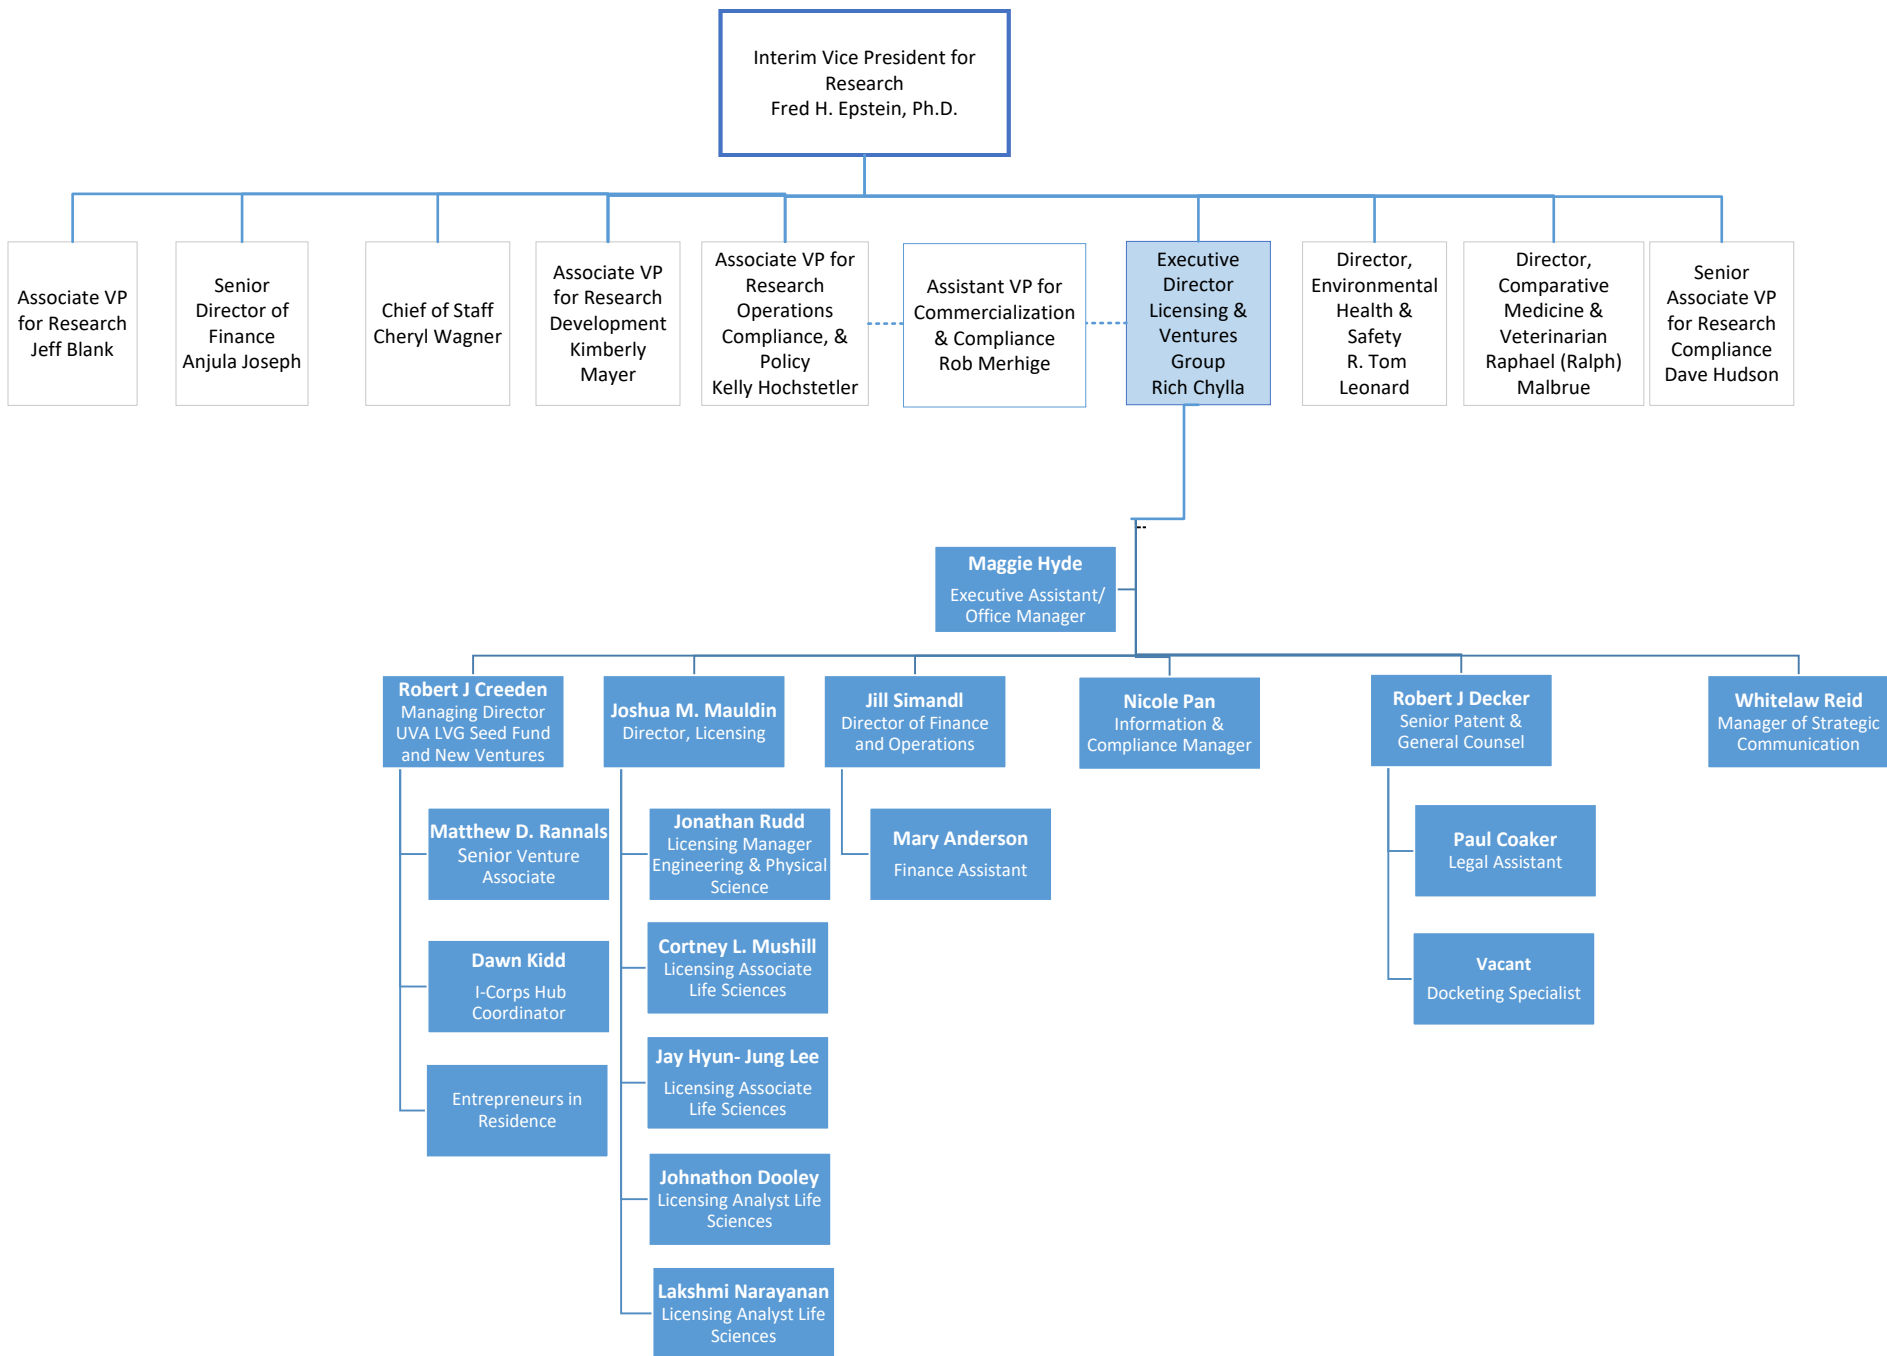 Interim Vice President for
Research
Fred H. Epstein, Ph.D.
Associate VP
for Research
Jeff Blank
Senior
Director of
Finance
Anjula Joseph
Chief of Staff
Cheryl Wagner
Associate VP
for Research
Development
Kimberly
Mayer
Associate VP for
Research
Operations
Compliance, &
Policy
Kelly Hochstetler
Assistant VP for
Commercialization
& Compliance
Rob Merhige
Executive
Director
Licensing &
Ventures
Group
Rich Chylla
Director,
Environmental
Health &
Safety
R. Tom
Leonard
Director,
Comparative
Medicine &
Veterinarian
Raphael (Ralph)
Malbrue
Senior
Associate VP
for Research
Compliance
Dave Hudson
Maggie Hyde
Executive Assistant/
Office Manager
Robert J Creeden
Managing Director
UVA LVG Seed Fund
and New Ventures
Joshua M. Mauldin
Director, Licensing
Jill Simandl
Director of Finance
and Operations
Nicole Pan
Information &
Compliance Manager
Robert J Decker
Senior Patent &
General Counsel
Whitelaw Reid
Manager of Strategic
Communication
Matthew D. Rannals
Senior Venture
Associate
Dawn Kidd
I-Corps Hub
Coordinator
Entrepreneurs in
Residence
Jonathan Rudd
Licensing Manager
Engineering & Physical
Science
Cortney L. Mushill
Licensing Associate
Life Sciences
Jay Hyun- Jung Lee
Licensing Associate
Life Sciences
Johnathon Dooley
Licensing Analyst Life
Sciences
Lakshmi Narayanan
Licensing Analyst Life
Sciences
Mary Anderson
Finance Assistant
Paul Coaker
Legal Assistant
Vacant
Docketing Specialist